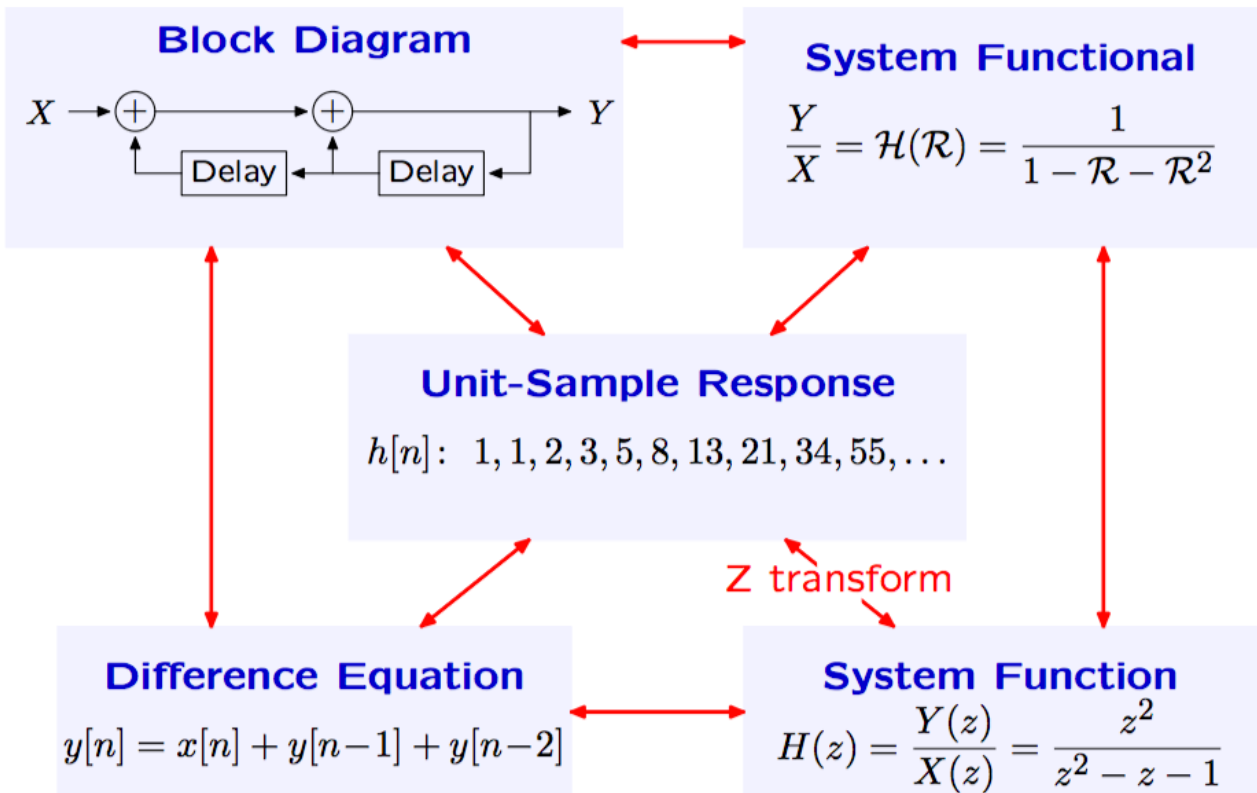 Block Diagram
X + + Y
Delay Delay
System Functional
Y/X = H(R) = 1/(1 − R − R²)
Unit-Sample Response
h[n]: 1, 1, 2, 3, 5, 8, 13, 21, 34, 55, . . .
Z transform
Difference Equation
y[n] = x[n] + y[n−1] + y[n−2]
System Function
H(z) = Y(z)/X(z) = z²/(z² − z − 1)